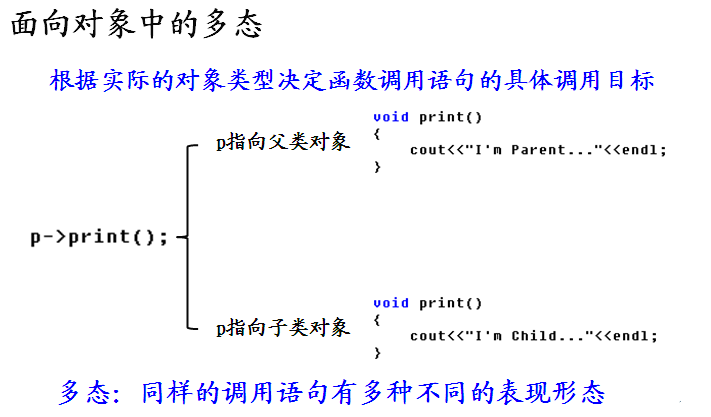 面向对象中的多态
根据实际的对象类型决定函数调用语句的具体调用目标
p指向父类对象
void print()
{
cout<<"I'm Parent..."<<endl;
}
p->print();
p指向子类对象
void print()
{
cout<<"I'm Child..."<<endl;
}
多态：同样的调用语句有多种不同的表现形态